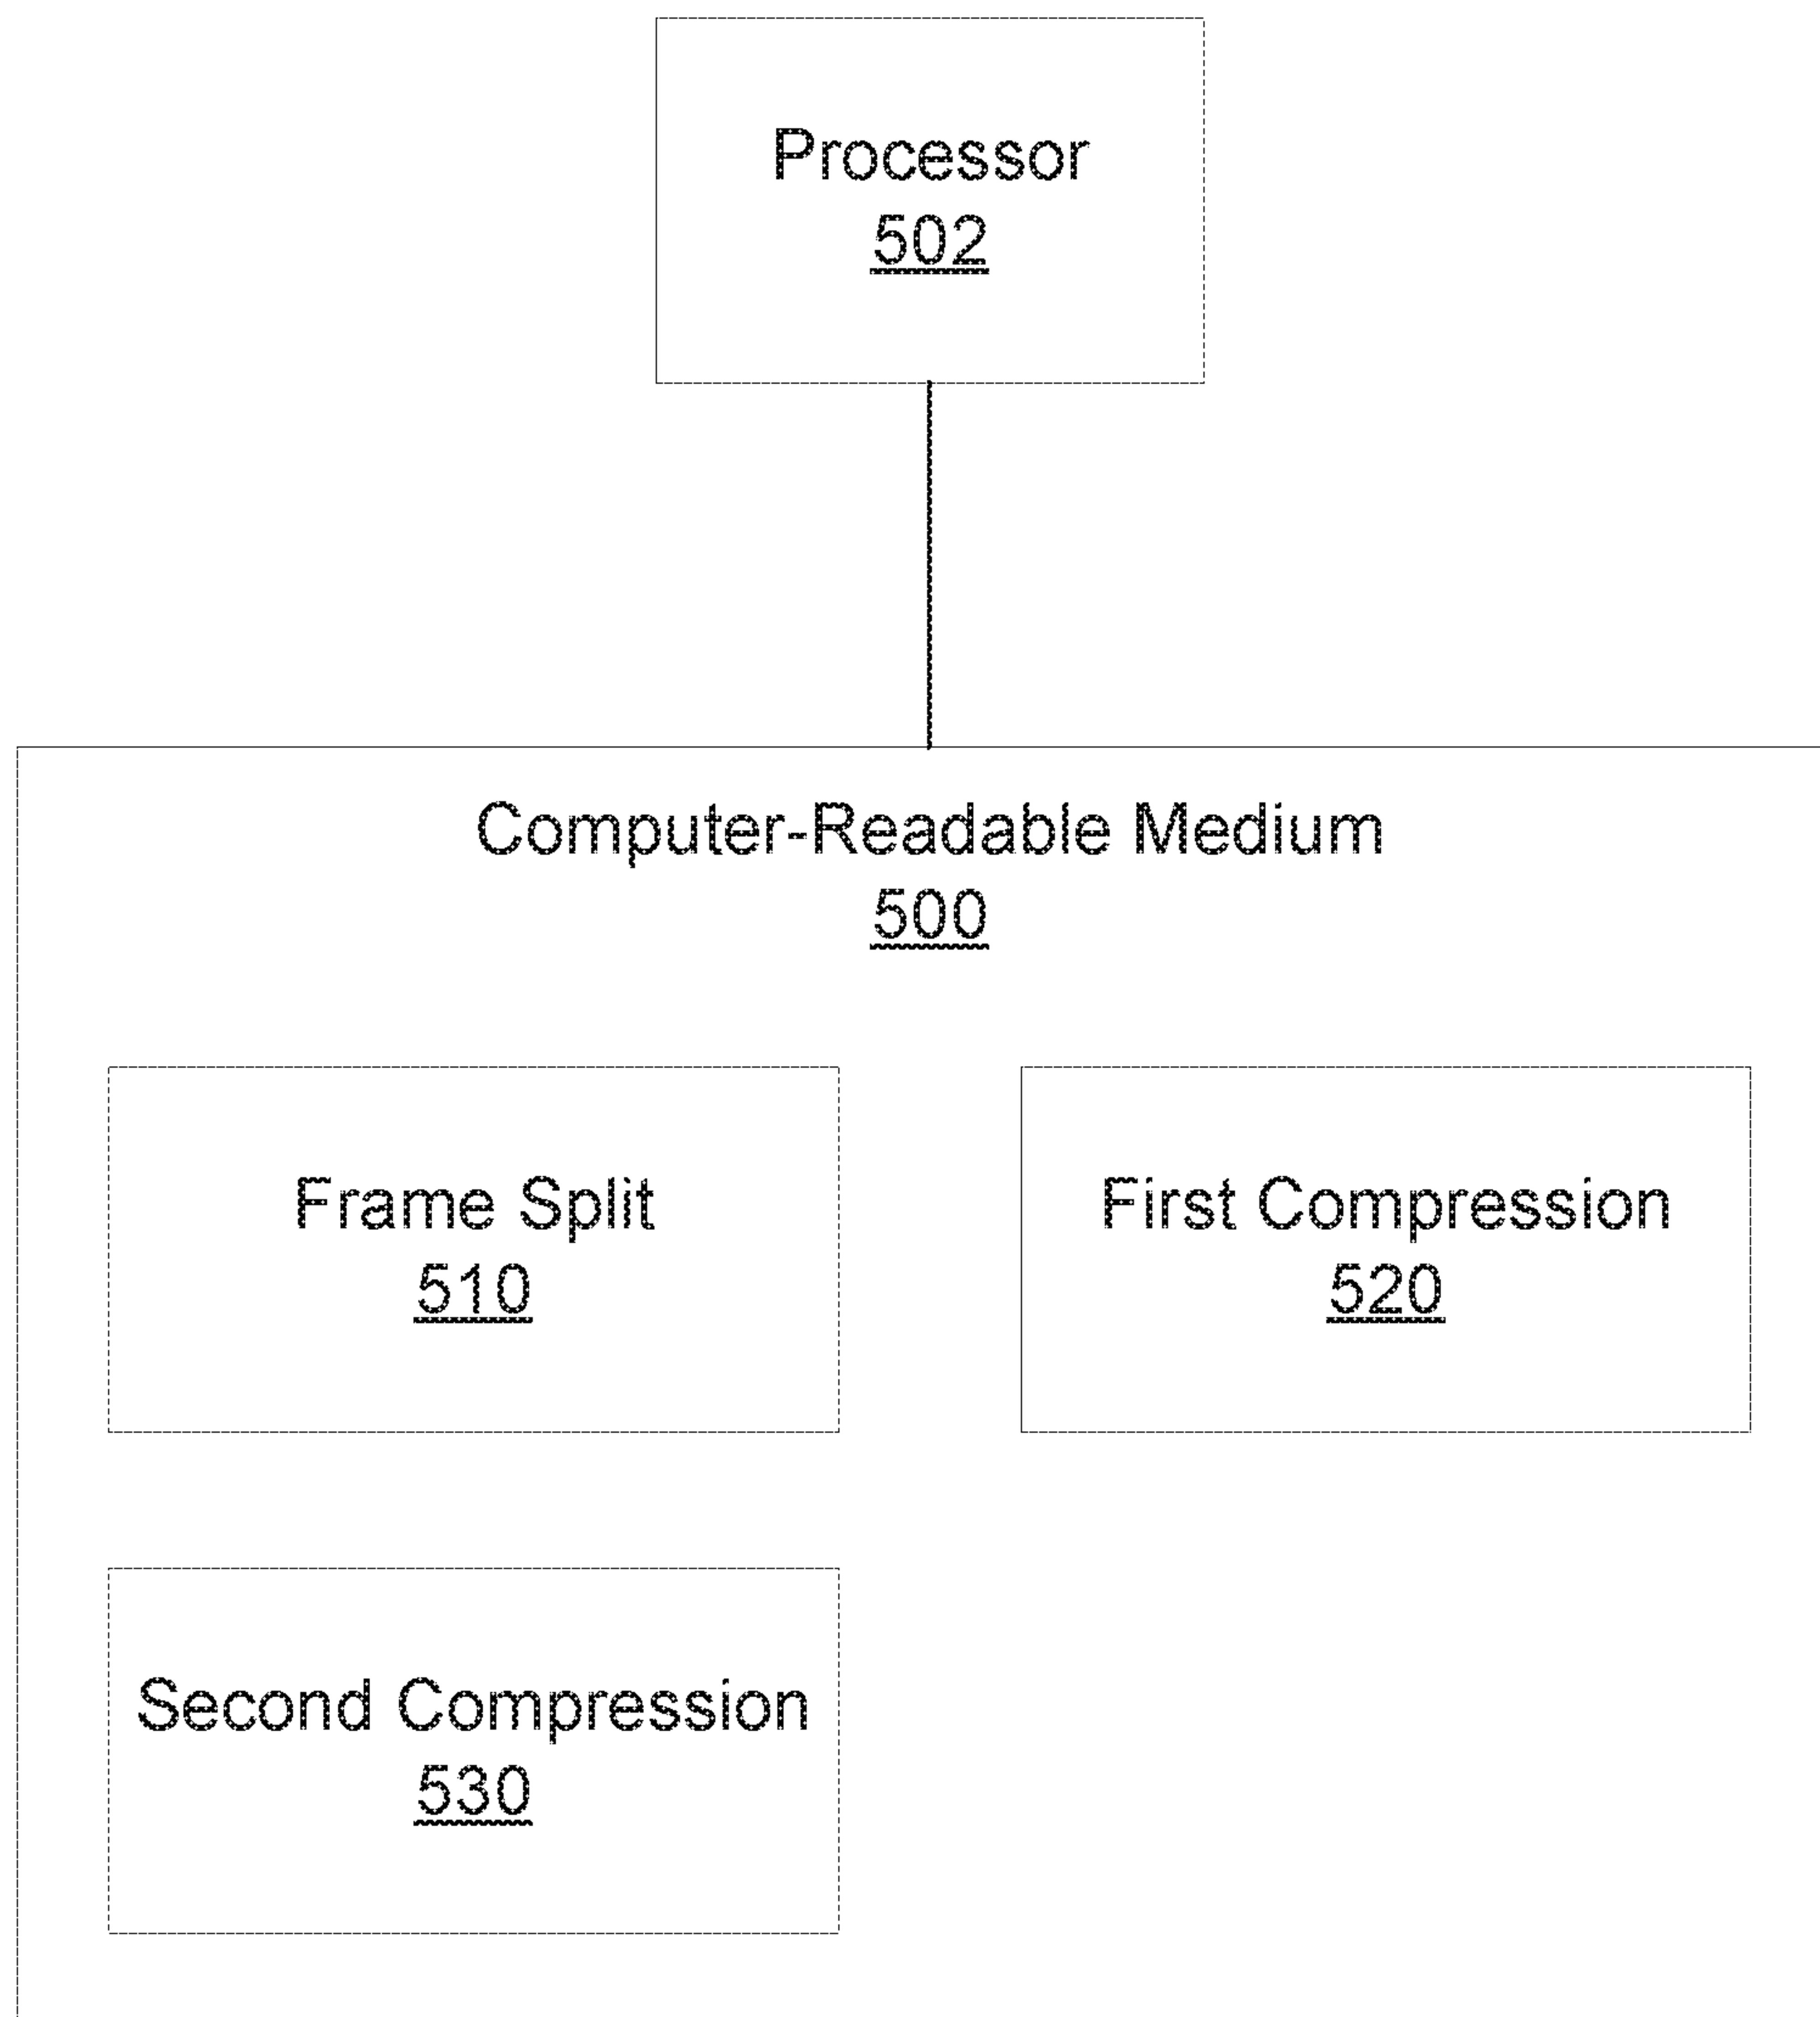 Processor
502
Computer-Readable Medium
500
Frame Split
510
First Compression
520
Second Compression
530